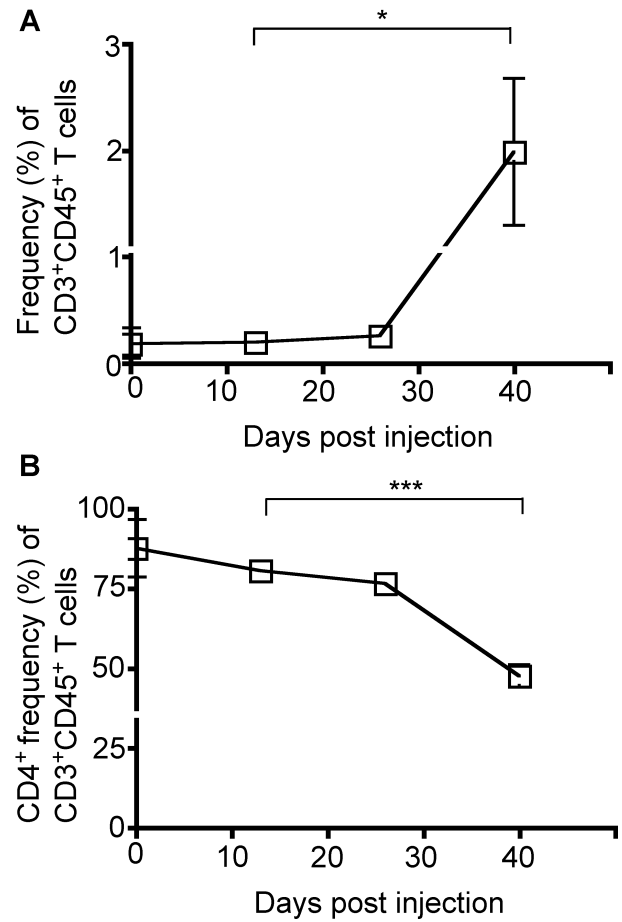 A
*
3
2
1
0
Frequency (%) of
CD3⁺CD45⁺ T cells
0 10 20 30 40
Days post injection
B
***
100
75
50
25
0
CD4⁺ frequency (%) of
CD3⁺CD45⁺ T cells
0 10 20 30 40
Days post injection